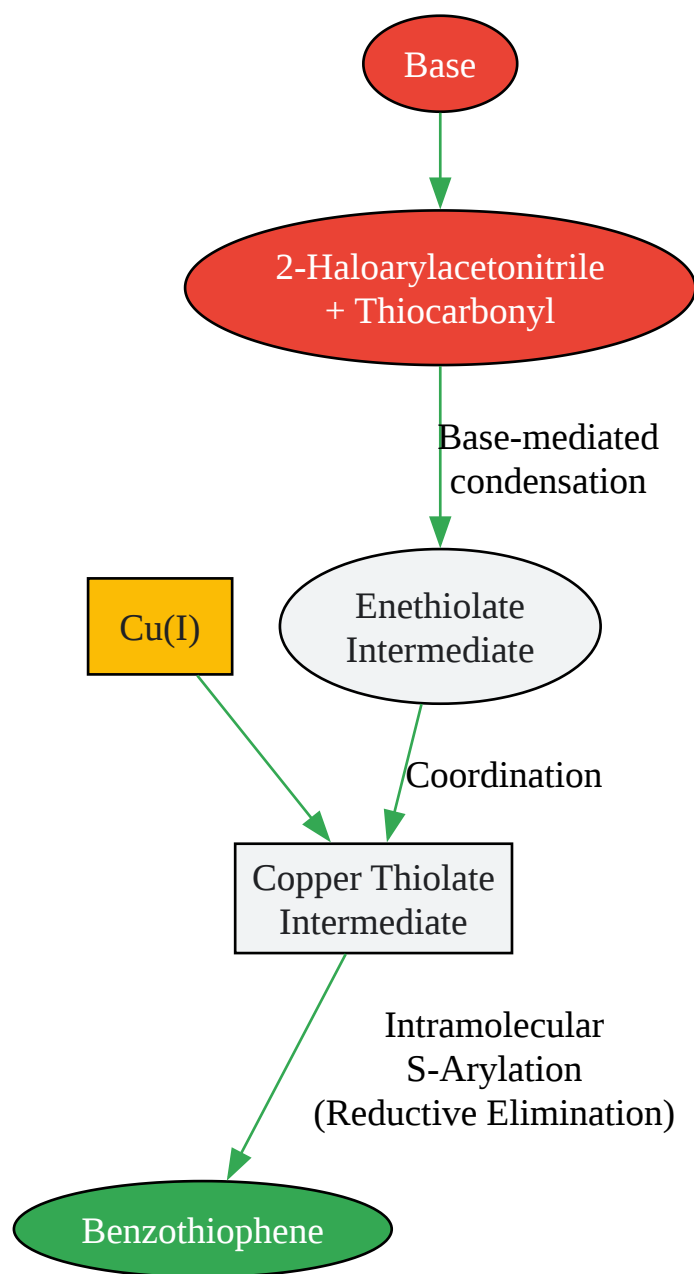 Base
2-Haloarylacetonitrile
+ Thiocarbonyl
Base-mediated
condensation
Cu(I)
Enethiolate
Intermediate
Coordination
Copper Thiolate
Intermediate
Intramolecular
S-Arylation
(Reductive Elimination)
Benzothiophene